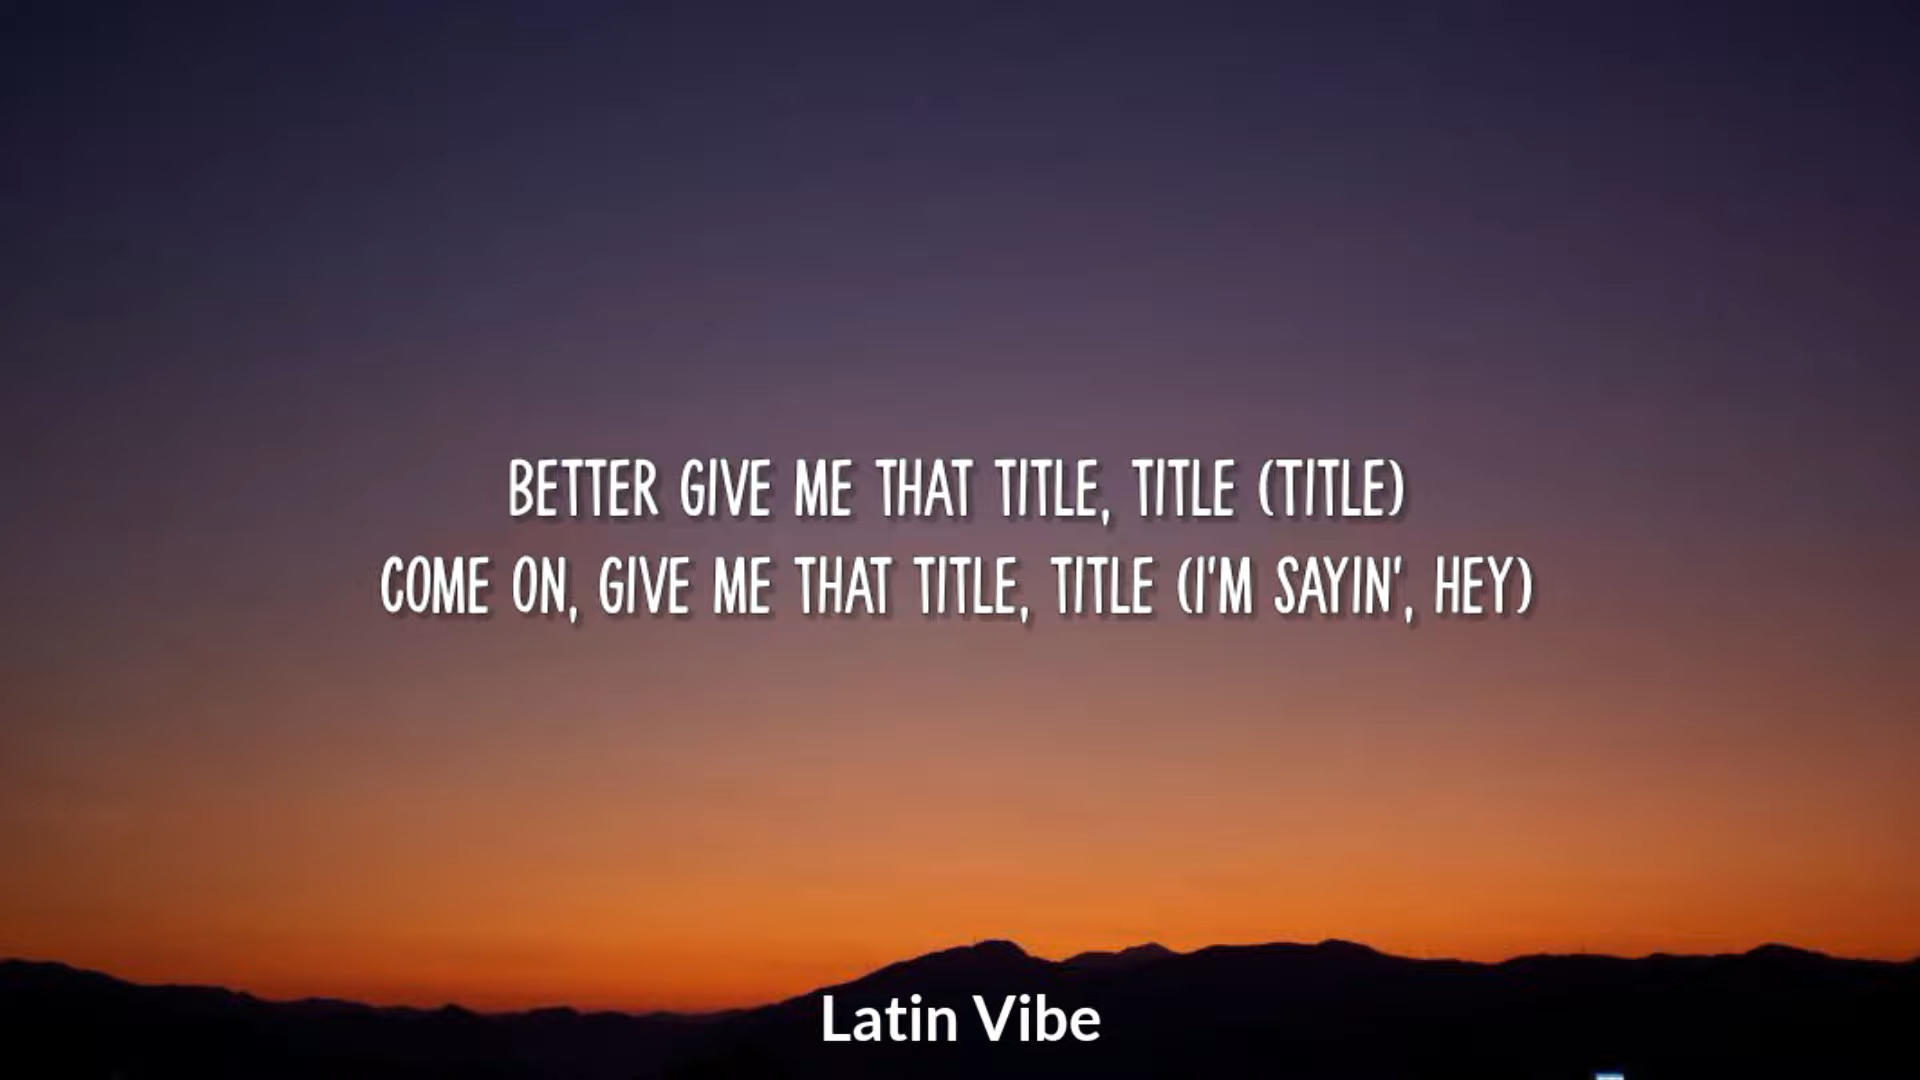 BETTER GIVE ME THAT TITLE, TITLE (TITLE)
COME ON, GIVE ME THAT TITLE, TITLE (I'M SAYIN', HEY)
Latin Vibe